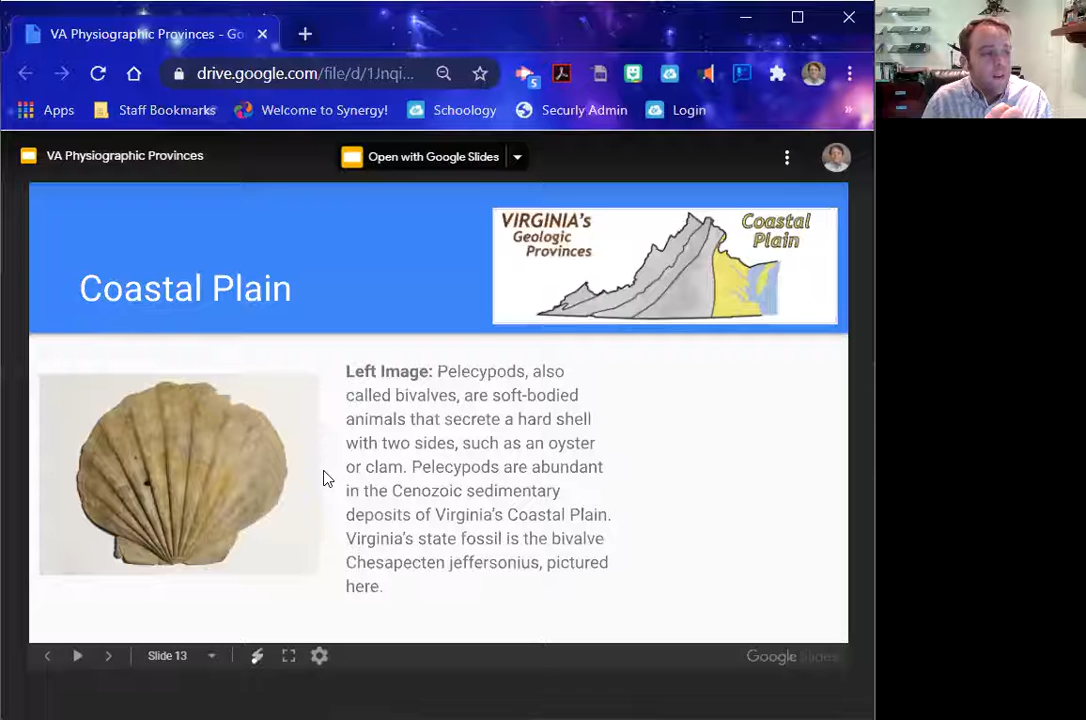 VA Physiographic Provinces - Go
drive.google.com/file/d/1Jnqi...
5
Apps
Staff Bookmarks
Welcome to Synergy!
Schoology
Securly Admin
Login
»
VA Physiographic Provinces
Open with Google Slides
VIRGINIA's
Geologic
Provinces
Coastal
Plain
Coastal Plain
Left Image: Pelecypods, also
called bivalves, are soft-bodied
animals that secrete a hard shell
with two sides, such as an oyster
or clam. Pelecypods are abundant
in the Cenozoic sedimentary
deposits of Virginia's Coastal Plain.
Virginia's state fossil is the bivalve
Chesapecten jeffersonius, pictured
here.
Slide 13
Google Slides